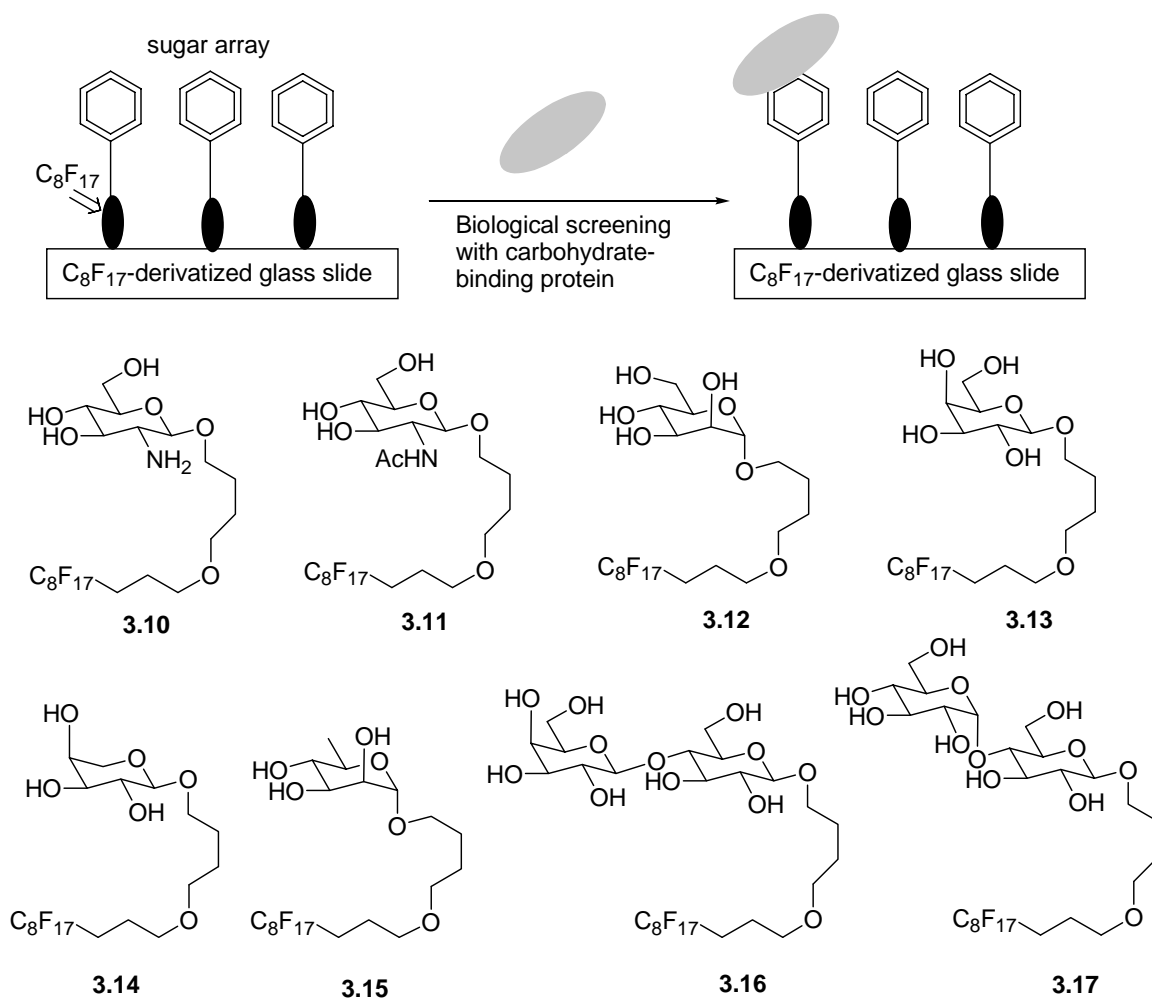 sugar array
C8F17
C8F17-derivatized glass slide
Biological screening
with carbohydrate-
binding protein
C8F17-derivatized glass slide
OH
HO
HO
O
O
NH2
O
C8F17
3.10
OH
HO
HO
O
O
AcHN
O
C8F17
3.11
HO
OH
HO
HO
O
O
O
C8F17
3.12
HO
OH
O
HO
O
OH
O
C8F17
3.13
HO
O
HO
O
OH
O
C8F17
3.14
OH
HO
HO
O
O
O
C8F17
3.15
OH
OH
OH
O
O
O
HO
HO
O
OH
OH
O
C8F17
3.16
OH
HO
HO
O
HO
O
OH
O
HO
O
OH
O
C8F17
3.17